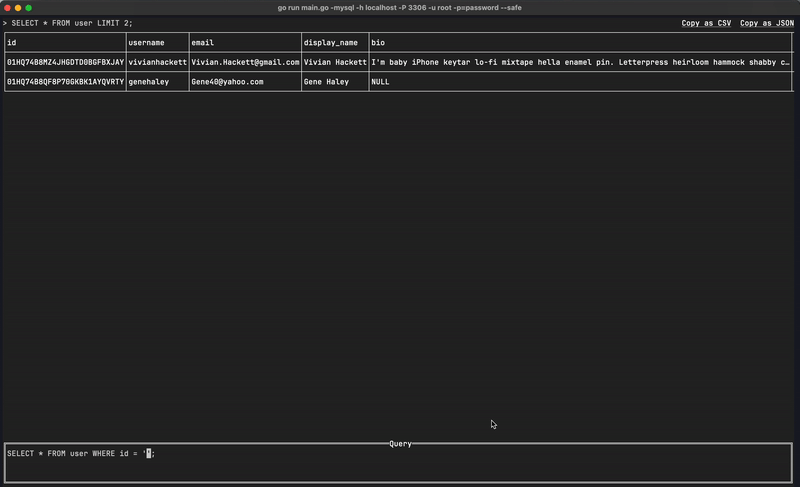 go run main.go -mysql -h localhost -P 3306 -u root -p=password --safe
> SELECT * FROM user LIMIT 2; Copy as CSV Copy as JSON
id username email display_name bio
01HQ74B8MZ4JHGDTD0BGFBXJAY vivianhackett Vivian.Hackett@gmail.com Vivian Hackett I'm baby iPhone keytar lo-fi mixtape hella enamel pin. Letterpress heirloom hammock shabby c…
01HQ74B8QF8P70GKBK1AYQVRTY genehaley Gene40@yahoo.com Gene Haley NULL
Query
SELECT * FROM user WHERE id = '';